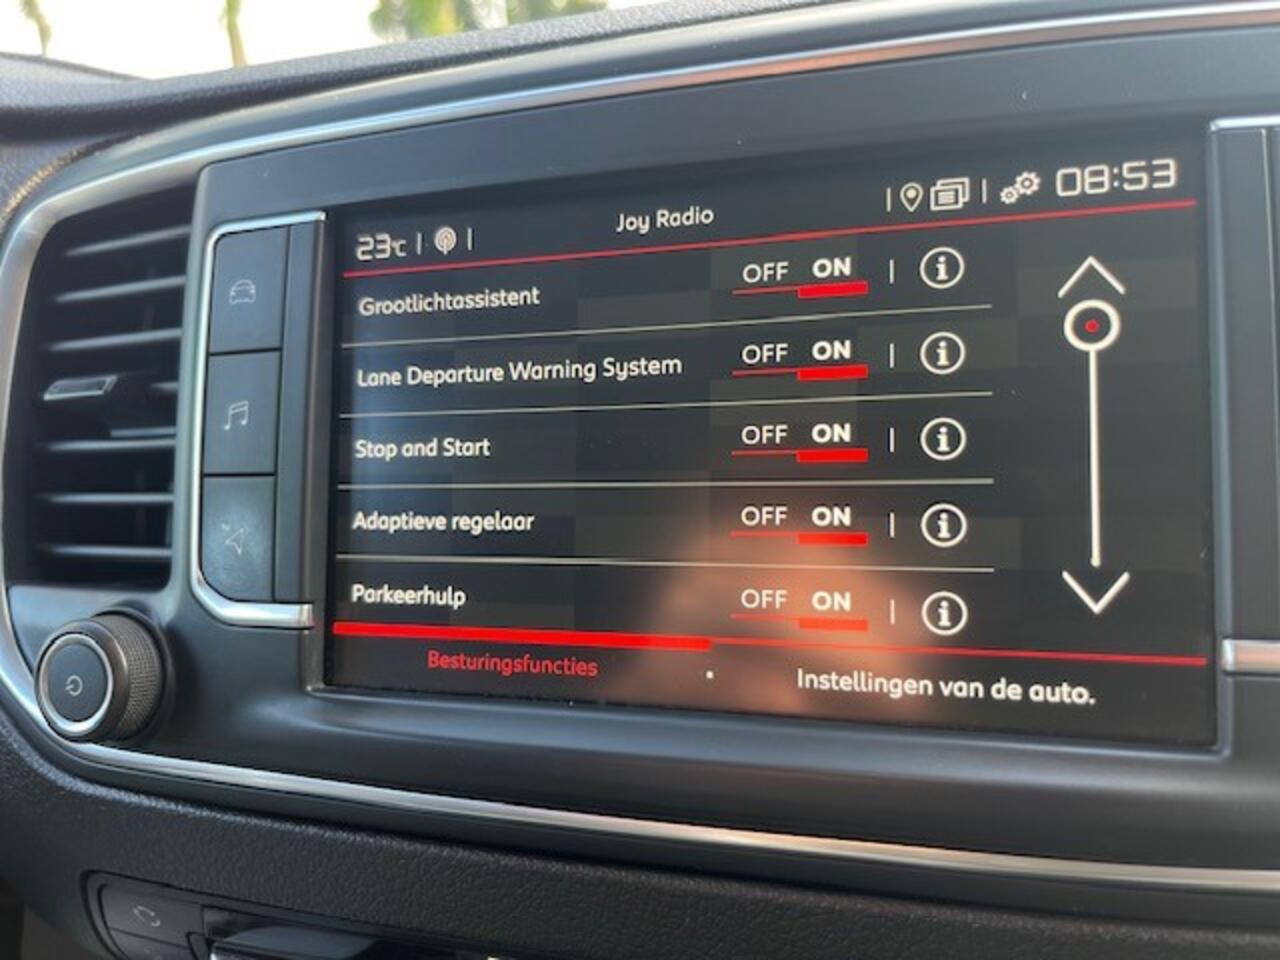 23°C Joy Radio 08:53
Grootlichtassistent OFF ON i
Lane Departure Warning System OFF ON i
Stop and Start OFF ON i
Adaptieve regelaar OFF ON i
Parkeerhulp OFF ON i
Besturingsfuncties Instellingen van de auto.